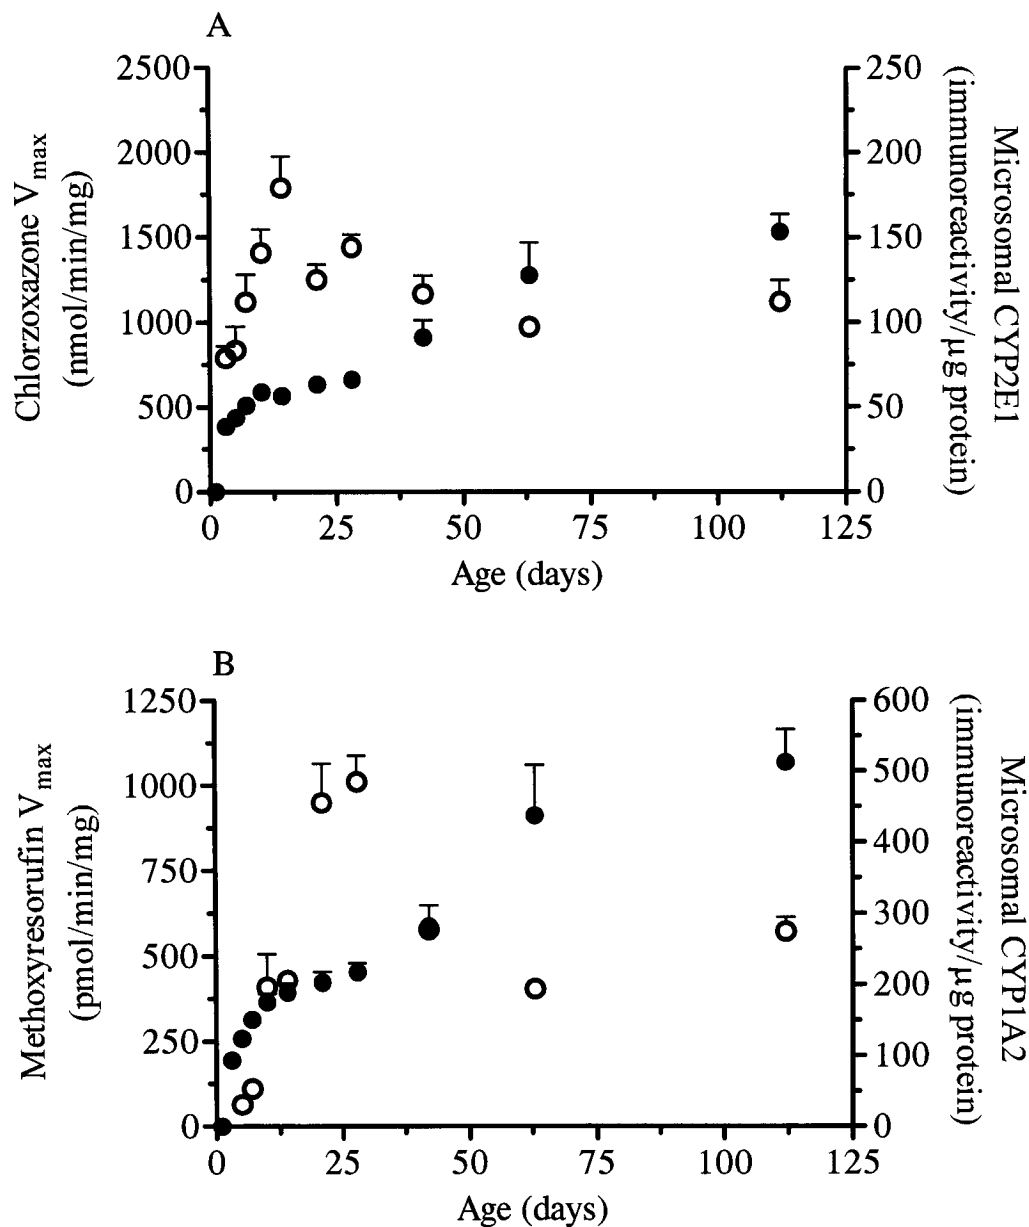 A
2500
2000
1500
1000
500
0
Chlorzoxazone Vmax
(nmol/min/mg)
250
200
150
100
50
0
Microsomal CYP2E1
(immunoreactivity/μg protein)
0 25 50 75 100 125
Age (days)
B
1250
1000
750
500
250
0
Methoxyresorufin Vmax
(pmol/min/mg)
600
500
400
300
200
100
0
Microsomal CYP1A2
(immunoreactivity/μg protein)
0 25 50 75 100 125
Age (days)